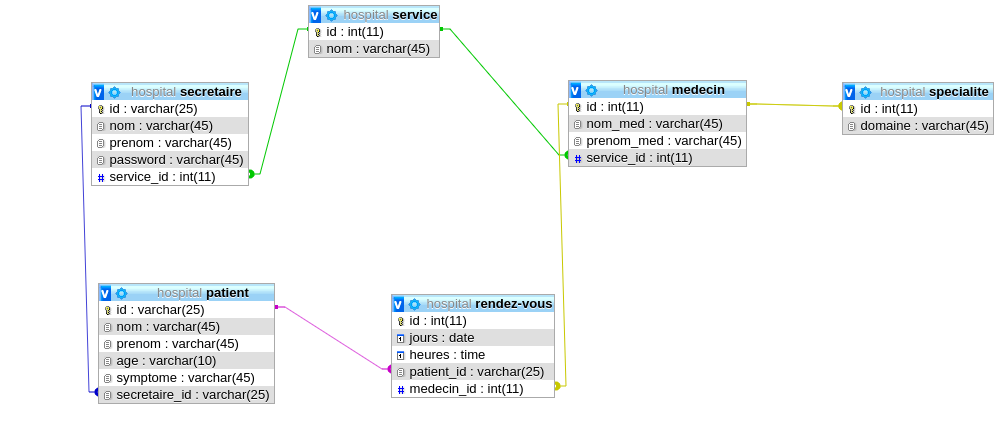 hospital service
id : int(11)
nom : varchar(45)
hospital secretaire
id : varchar(25)
nom : varchar(45)
prenom : varchar(45)
password : varchar(45)
service_id : int(11)
hospital medecin
id : int(11)
nom_med : varchar(45)
prenom_med : varchar(45)
service_id : int(11)
hospital specialite
id : int(11)
domaine : varchar(45)
hospital patient
id : varchar(25)
nom : varchar(45)
prenom : varchar(45)
age : varchar(10)
symptome : varchar(45)
secretaire_id : varchar(25)
hospital rendez-vous
id : int(11)
jours : date
heures : time
patient_id : varchar(25)
medecin_id : int(11)